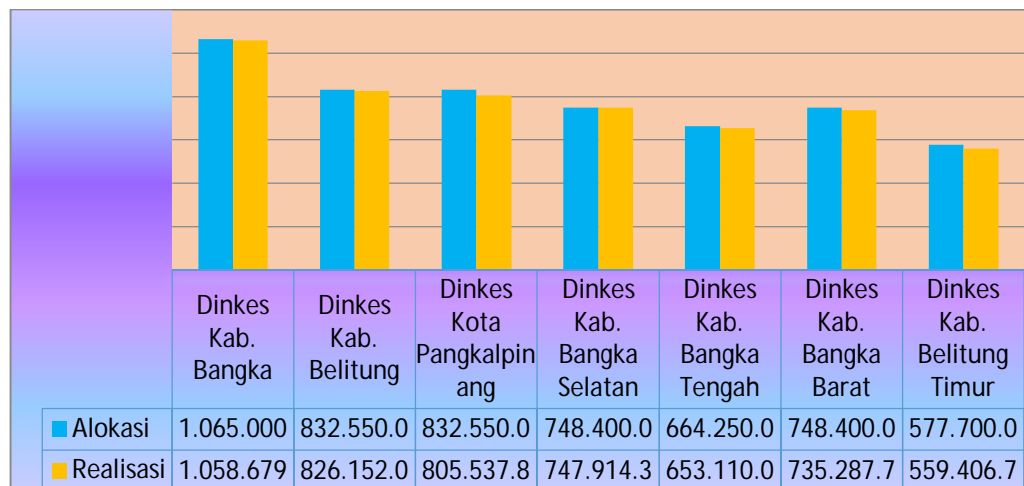 Dinkes Kab. Bangka
Dinkes Kab. Belitung
Dinkes Kota Pangkalpinang
Dinkes Kab. Bangka Selatan
Dinkes Kab. Bangka Tengah
Dinkes Kab. Bangka Barat
Dinkes Kab. Belitung Timur
Alokasi 1.065.000 832.550.0 832.550.0 748.400.0 664.250.0 748.400.0 577.700.0
Realisasi 1.058.679 826.152.0 805.537.8 747.914.3 653.110.0 735.287.7 559.406.7